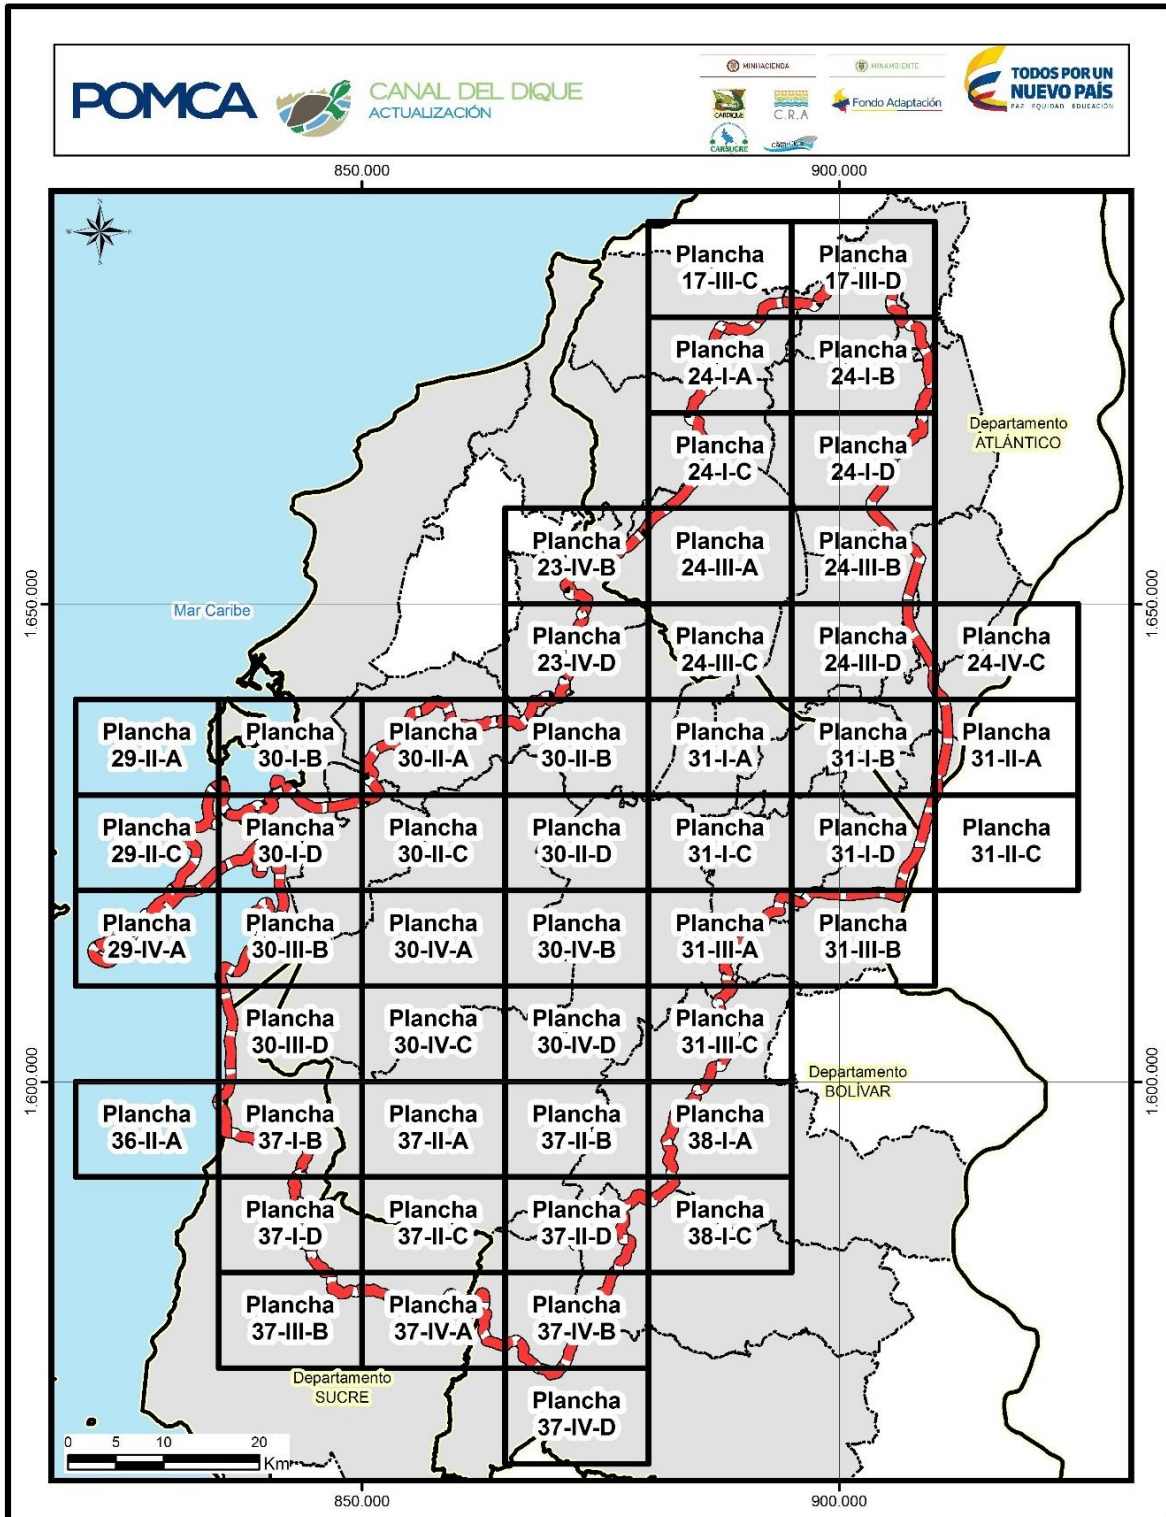 POMCA
CANAL DEL DIQUE
ACTUALIZACIÓN
MINHACIENDA
MINAMBIENTE
CARDIQUE
C.R.A
Fondo Adaptación
CARSUCRE
TODOS POR UN
NUEVO PAÍS
PAZ EQUIDAD EDUCACIÓN
850.000
900.000
Plancha
17-III-C
Plancha
17-III-D
Plancha
24-I-A
Plancha
24-I-B
Departamento
ATLÁNTICO
Plancha
24-I-C
Plancha
24-I-D
Plancha
23-IV-B
Plancha
24-III-A
Plancha
24-III-B
1.650.000
Mar Caribe
1.650.000
Plancha
23-IV-D
Plancha
24-III-C
Plancha
24-III-D
Plancha
24-IV-C
Plancha
29-II-A
Plancha
30-I-B
Plancha
30-II-A
Plancha
30-II-B
Plancha
31-I-A
Plancha
31-I-B
Plancha
31-II-A
Plancha
29-II-C
Plancha
30-I-D
Plancha
30-II-C
Plancha
30-II-D
Plancha
31-I-C
Plancha
31-I-D
Plancha
31-II-C
Plancha
29-IV-A
Plancha
30-III-B
Plancha
30-IV-A
Plancha
30-IV-B
Plancha
31-III-A
Plancha
31-III-B
Plancha
30-III-D
Plancha
30-IV-C
Plancha
30-IV-D
Plancha
31-III-C
1.600.000
Departamento
BOLÍVAR
1.600.000
Plancha
36-II-A
Plancha
37-I-B
Plancha
37-II-A
Plancha
37-II-B
Plancha
38-I-A
Plancha
37-I-D
Plancha
37-II-C
Plancha
37-II-D
Plancha
38-I-C
Plancha
37-III-B
Plancha
37-IV-A
Plancha
37-IV-B
Departamento
SUCRE
Plancha
37-IV-D
0 5 10 20
Km
850.000
900.000